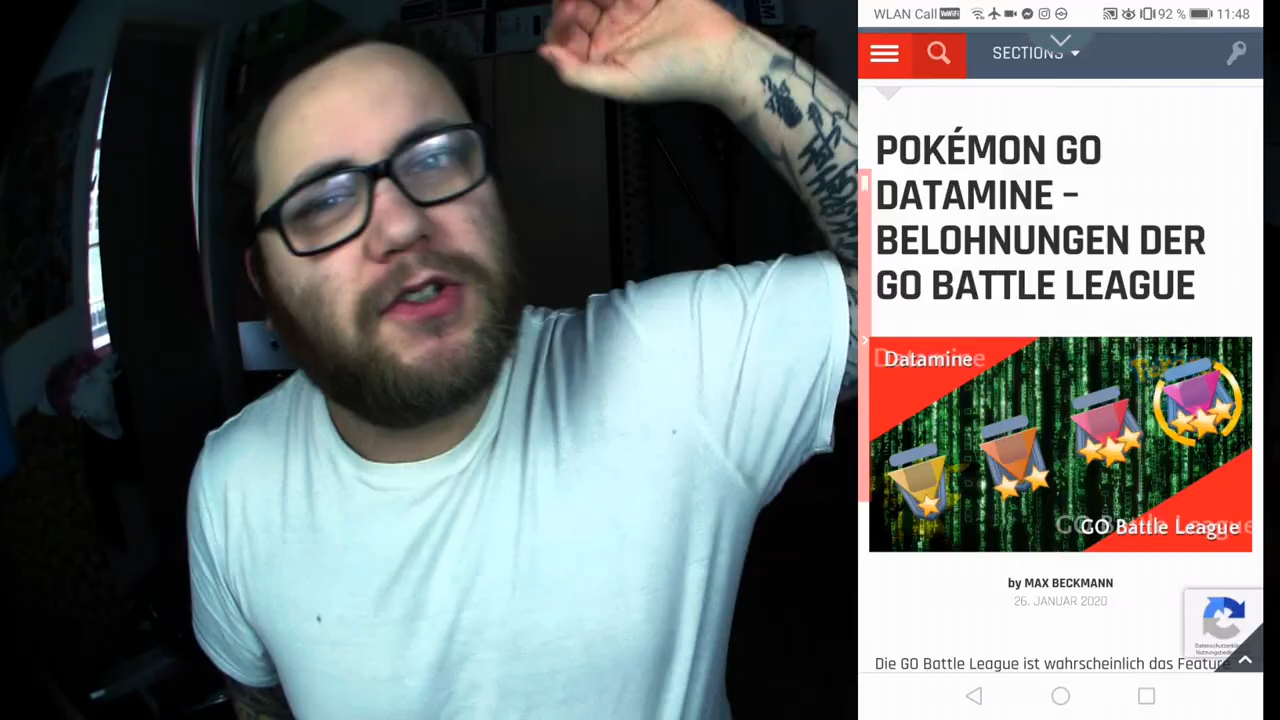 WLAN Call VoWiFi 92 % 11:48
SECTIONS
POKÉMON GO
DATAMINE –
BELOHNUNGEN DER
GO BATTLE LEAGUE
Datamine
GO Battle League
by MAX BECKMANN
26. JANUAR 2020
Die GO Battle League ist wahrscheinlich das Feature